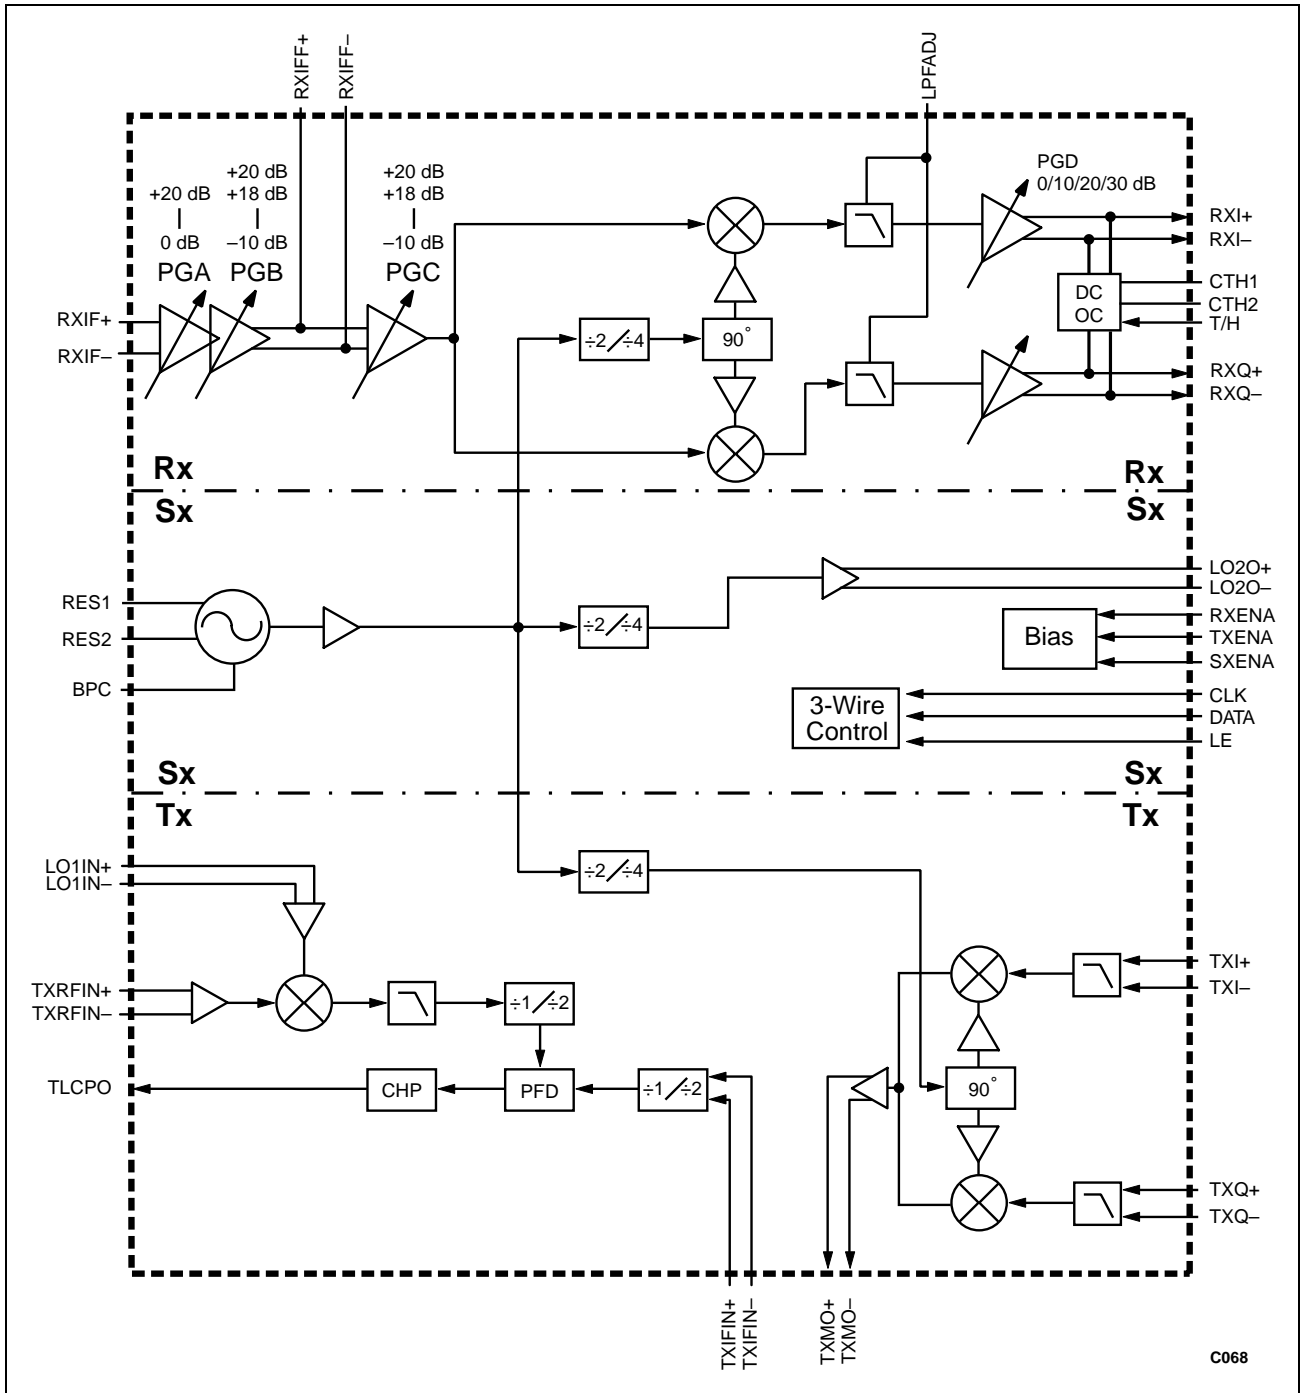 RXIFF+
RXIFF–
LPFADJ
+20 dB
0 dB
PGA
+20 dB
+18 dB
–10 dB
PGB
+20 dB
+18 dB
–10 dB
PGC
PGD
0/10/20/30 dB
RXIF+
RXIF–
÷2/÷4
90°
RXI+
RXI–
DC
OC
CTH1
CTH2
T/H
RXQ+
RXQ–
Rx
Rx
Sx
Sx
RES1
RES2
BPC
÷2/÷4
LO2O+
LO2O–
Bias
RXENA
TXENA
SXENA
3-Wire
Control
CLK
DATA
LE
Sx
Sx
Tx
Tx
LO1IN+
LO1IN–
÷2/÷4
TXRFIN+
TXRFIN–
÷1/÷2
TLCPO
CHP
PFD
÷1/÷2
90°
TXI+
TXI–
TXQ+
TXQ–
TXIFIN+
TXIFIN–
TXMO+
TXMO–
C068